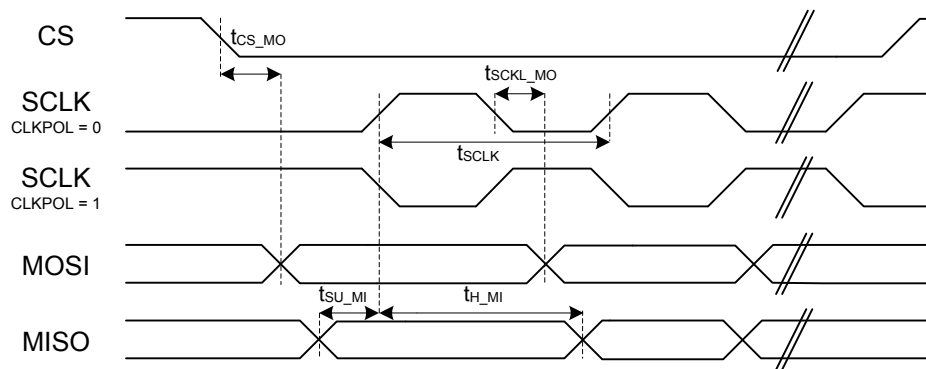 CS
tCS_MO
tSCKL_MO
SCLK
CLKPOL = 0
tSCLK
SCLK
CLKPOL = 1
MOSI
tSU_MI
tH_MI
MISO